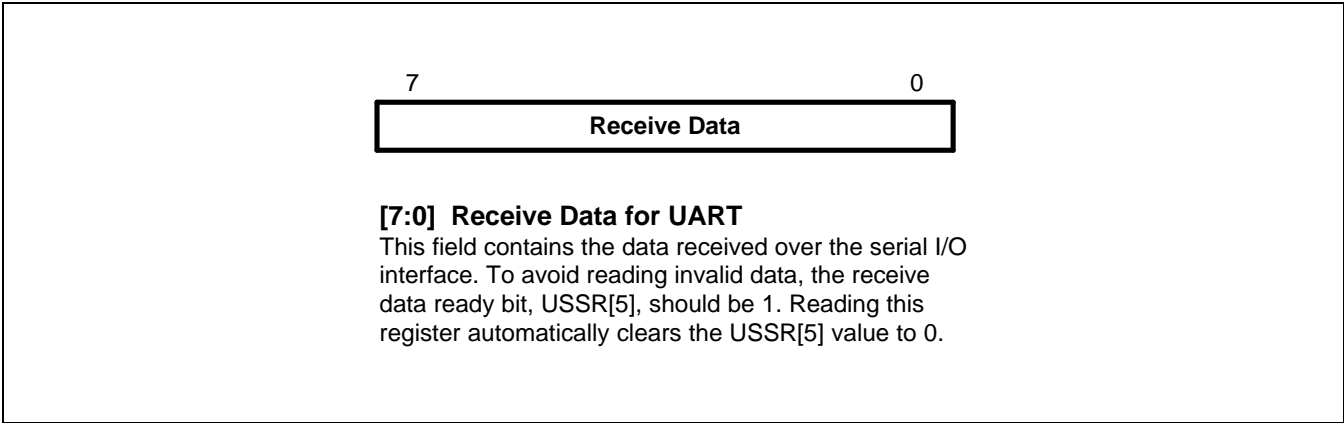 7 0
Receive Data
[7:0] Receive Data for UART
This field contains the data received over the serial I/O
interface. To avoid reading invalid data, the receive
data ready bit, USSR[5], should be 1. Reading this
register automatically clears the USSR[5] value to 0.